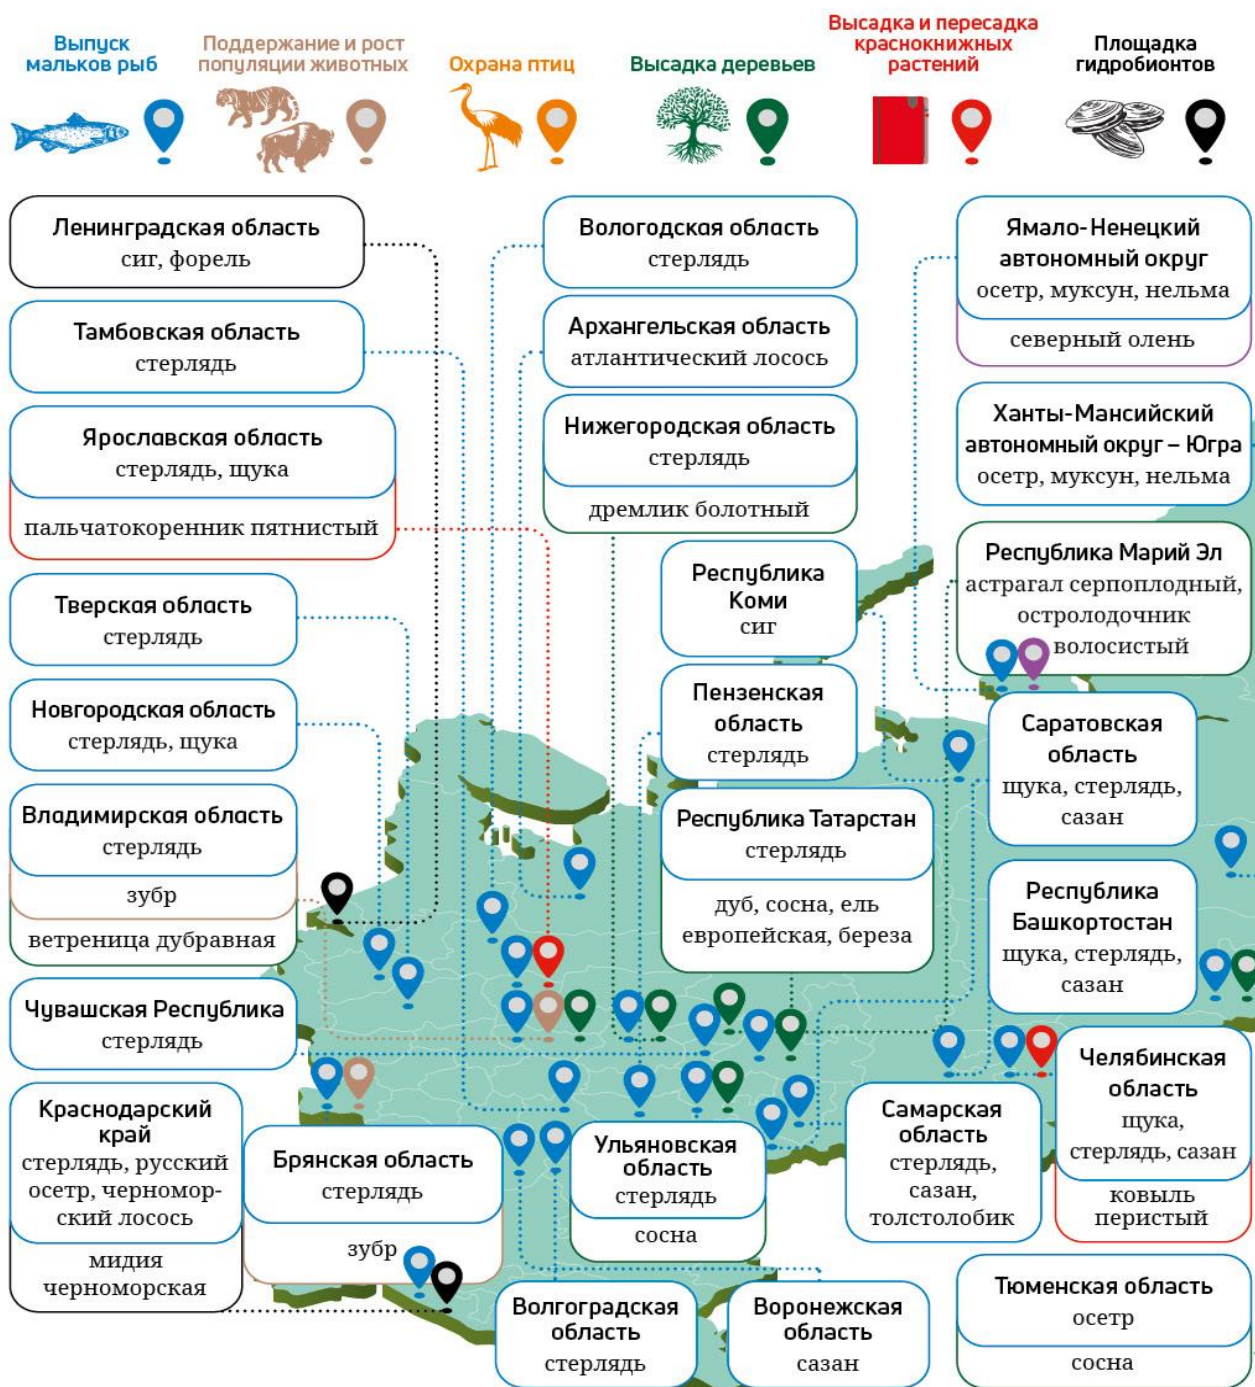 Выпуск
мальков рыб
Поддержание и рост
популяции животных
Охрана птиц
Высадка деревьев
Высадка и пересадка
краснокнижных
растений
Площадка
гидробионтов
Ленинградская область
сиг, форель
Тамбовская область
стерлядь
Ярославская область
стерлядь, щука
пальчатокоренник пятнистый
Тверская область
стерлядь
Новгородская область
стерлядь, щука
Владимирская область
стерлядь
зубр
ветреница дубравная
Чувашская Республика
стерлядь
Краснодарский
край
стерлядь, русский
осетр, черномор-
ский лосось
мидия
черноморская
Брянская область
стерлядь
зубр
Вологодская область
стерлядь
Архангельская область
атлантический лосось
Нижегородская область
стерлядь
дремлик болотный
Республика
Коми
сиг
Пензенская
область
стерлядь
Республика Татарстан
стерлядь
дуб, сосна, ель
европейская, береза
Ульяновская
область
стерлядь
сосна
Волгоградская
область
стерлядь
Воронежская
область
сазан
Ямало-Ненецкий
автономный округ
осетр, муксун, нельма
северный олень
Ханты-Мансийский
автономный округ – Югра
осетр, муксун, нельма
Республика Марий Эл
астрагал серпоплодный,
остролодочник
волосистый
Саратовская
область
щука, стерлядь,
сазан
Республика
Башкортостан
щука, стерлядь,
сазан
Самарская
область
стерлядь,
сазан,
толстолобик
Челябинская
область
щука,
стерлядь, сазан
ковыль
перистый
Тюменская область
осетр
сосна